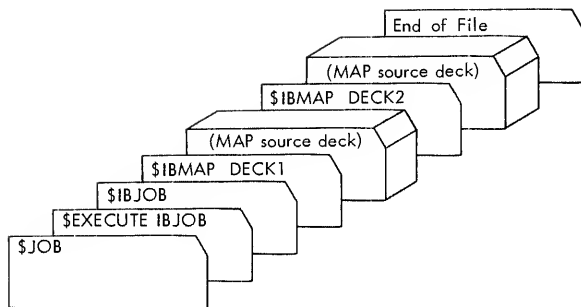 End of File
(MAP source deck)
$IBMAP DECK2
(MAP source deck)
$IBMAP DECK1
$IBJOB
$EXECUTE IBJOB
$JOB